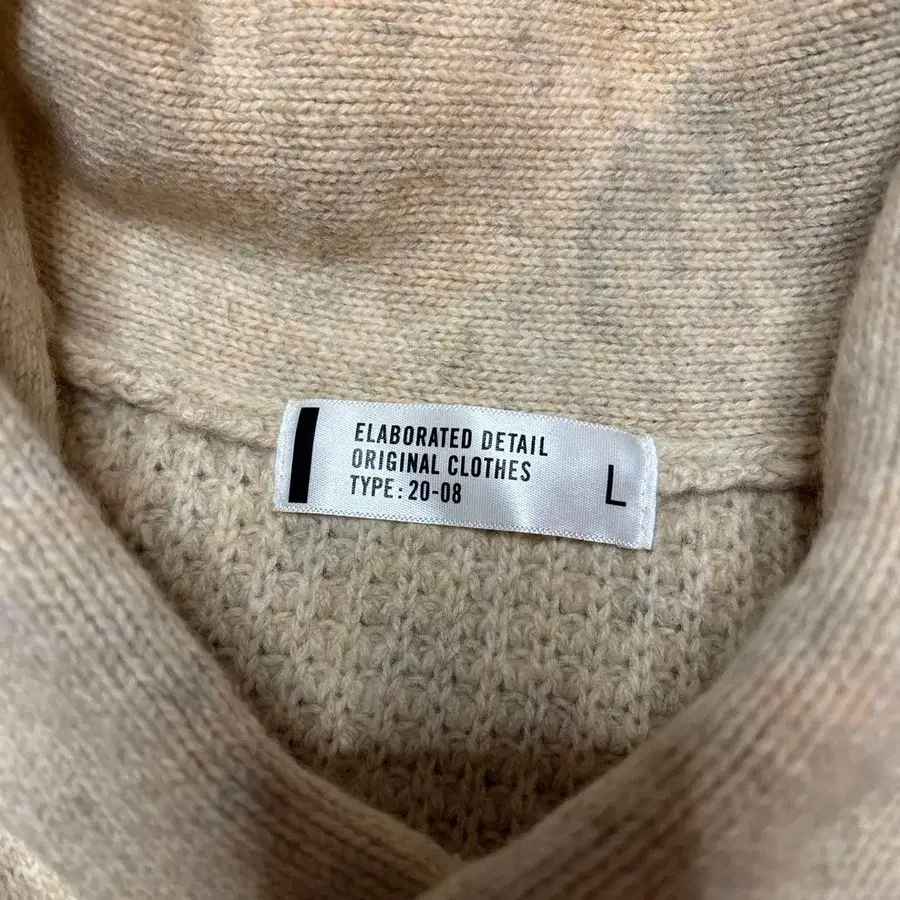 ELABORATED DETAIL
ORIGINAL CLOTHES
TYPE: 20-08
L